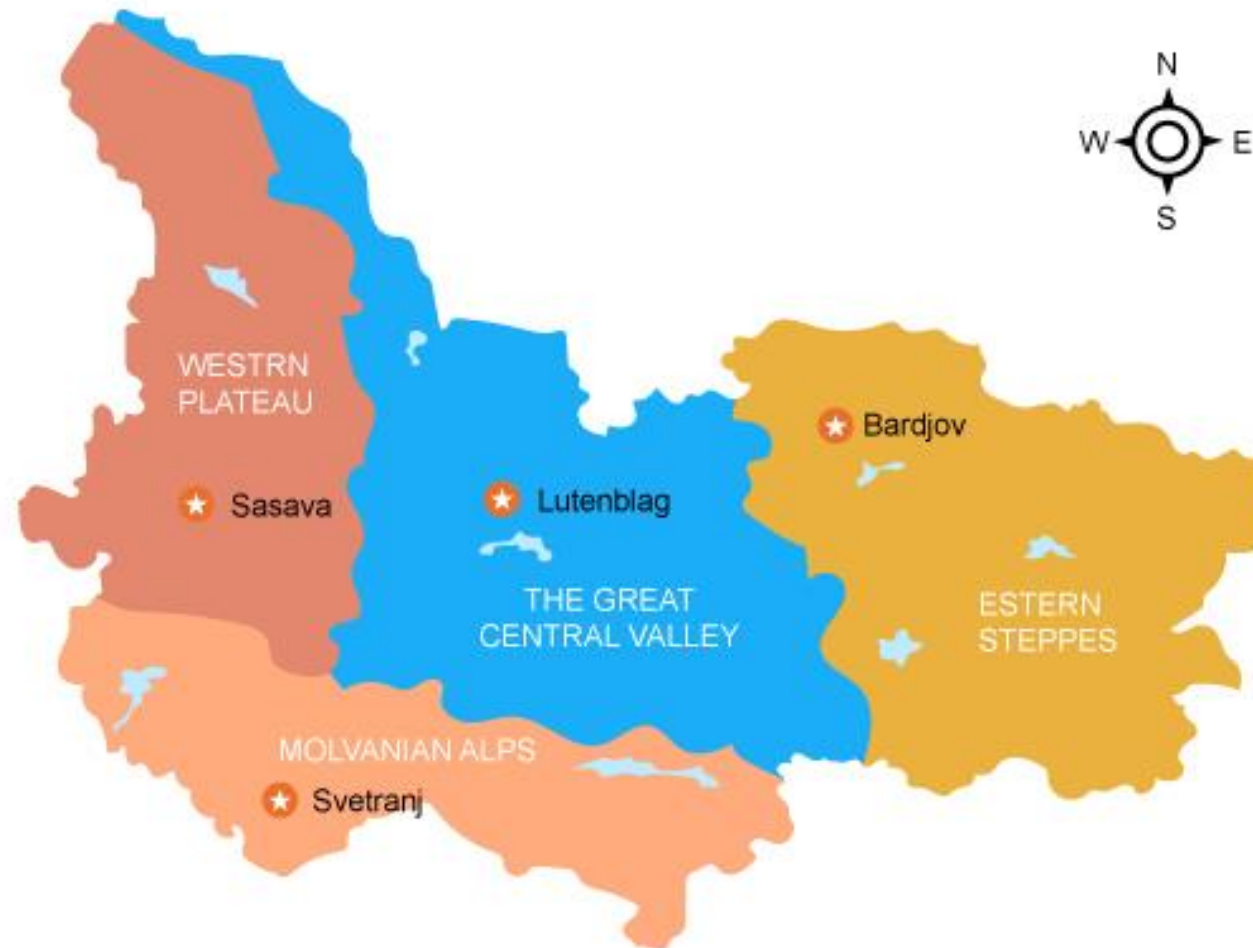 N
W E
S
WESTRN
PLATEAU
Bardjov
Sasava
Lutenblag
THE GREAT
CENTRAL VALLEY
ESTERN
STEPPES
MOLVANIAN ALPS
Svetranj